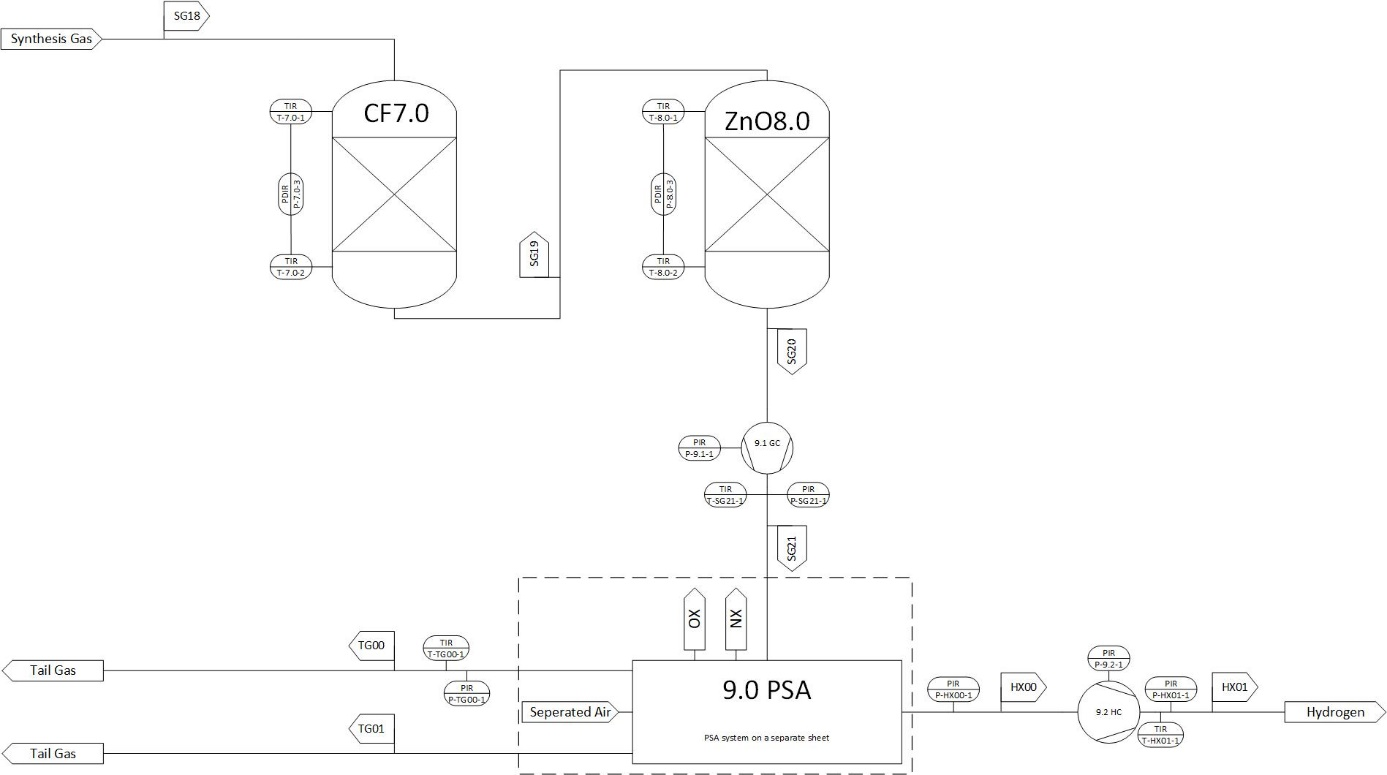 SG18
Synthesis Gas
TIR
T-7.0-1
CF7.0
PDIR
P-7.0-3
TIR
T-7.0-2
SG19
TIR
T-8.0-1
ZnO8.0
PDIR
P-8.0-3
TIR
T-8.0-2
SG20
PIR
P-9.1-1
9.1 GC
TIR
T-SG21-1
PIR
P-SG21-1
SG21
OX
NX
TG00
TIR
T-TG00-1
Tail Gas
PIR
P-TG00-1
9.0 PSA
Seperated Air
PSA system on a separate sheet
TG01
Tail Gas
PIR
P-HX00-1
HX00
PIR
P-9.2-1
9.2 HC
PIR
P-HX01-1
TIR
T-HX01-1
HX01
Hydrogen